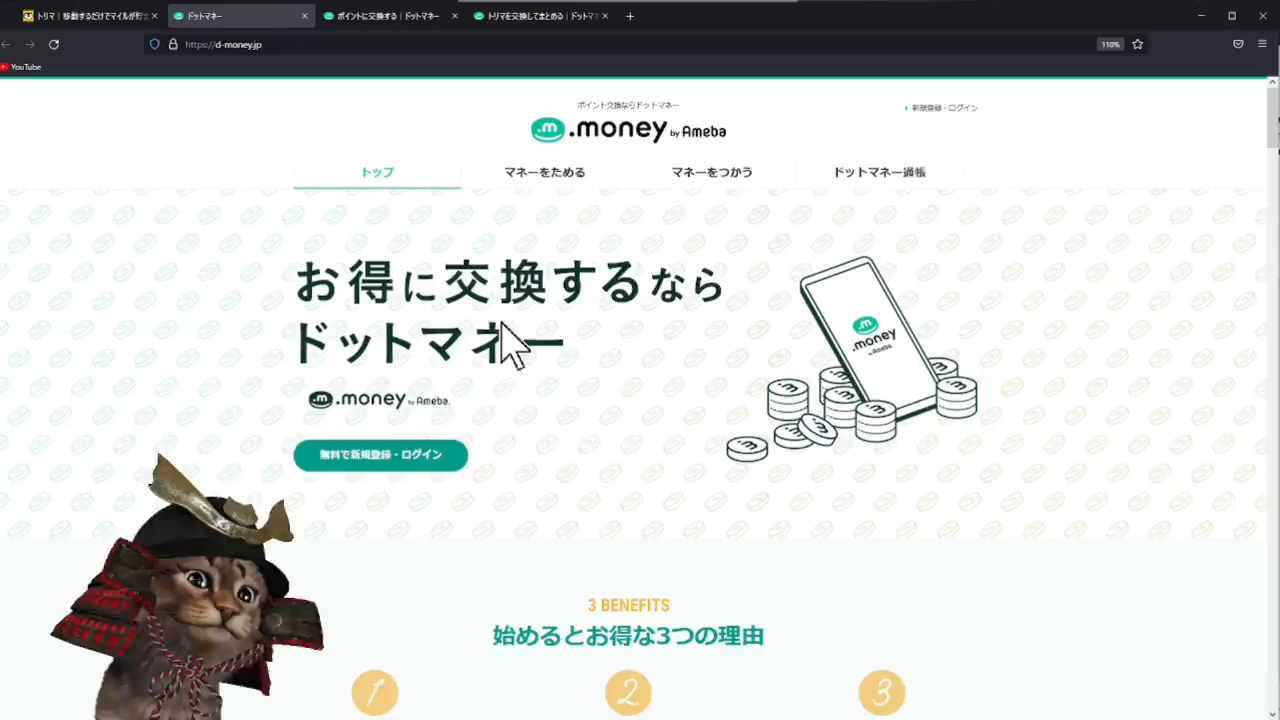 トリマ｜移動するだけでマイルが貯
ドットマネー
ポイントに交換する｜ドットマネー
トリマを交換してまとめる｜ドットマ
https://d-money.jp
110%
YouTube
ポイント交換ならドットマネー
新規登録・ログイン
.m .money by Ameba
トップ
マネーをためる
マネーをつかう
ドットマネー通帳
お得に交換するなら
ドットマネー
.m .money by Ameba.
無料で新規登録・ログイン
.m
.money
by Ameba.
3 BENEFITS
始めるとお得な3つの理由
1
2
3